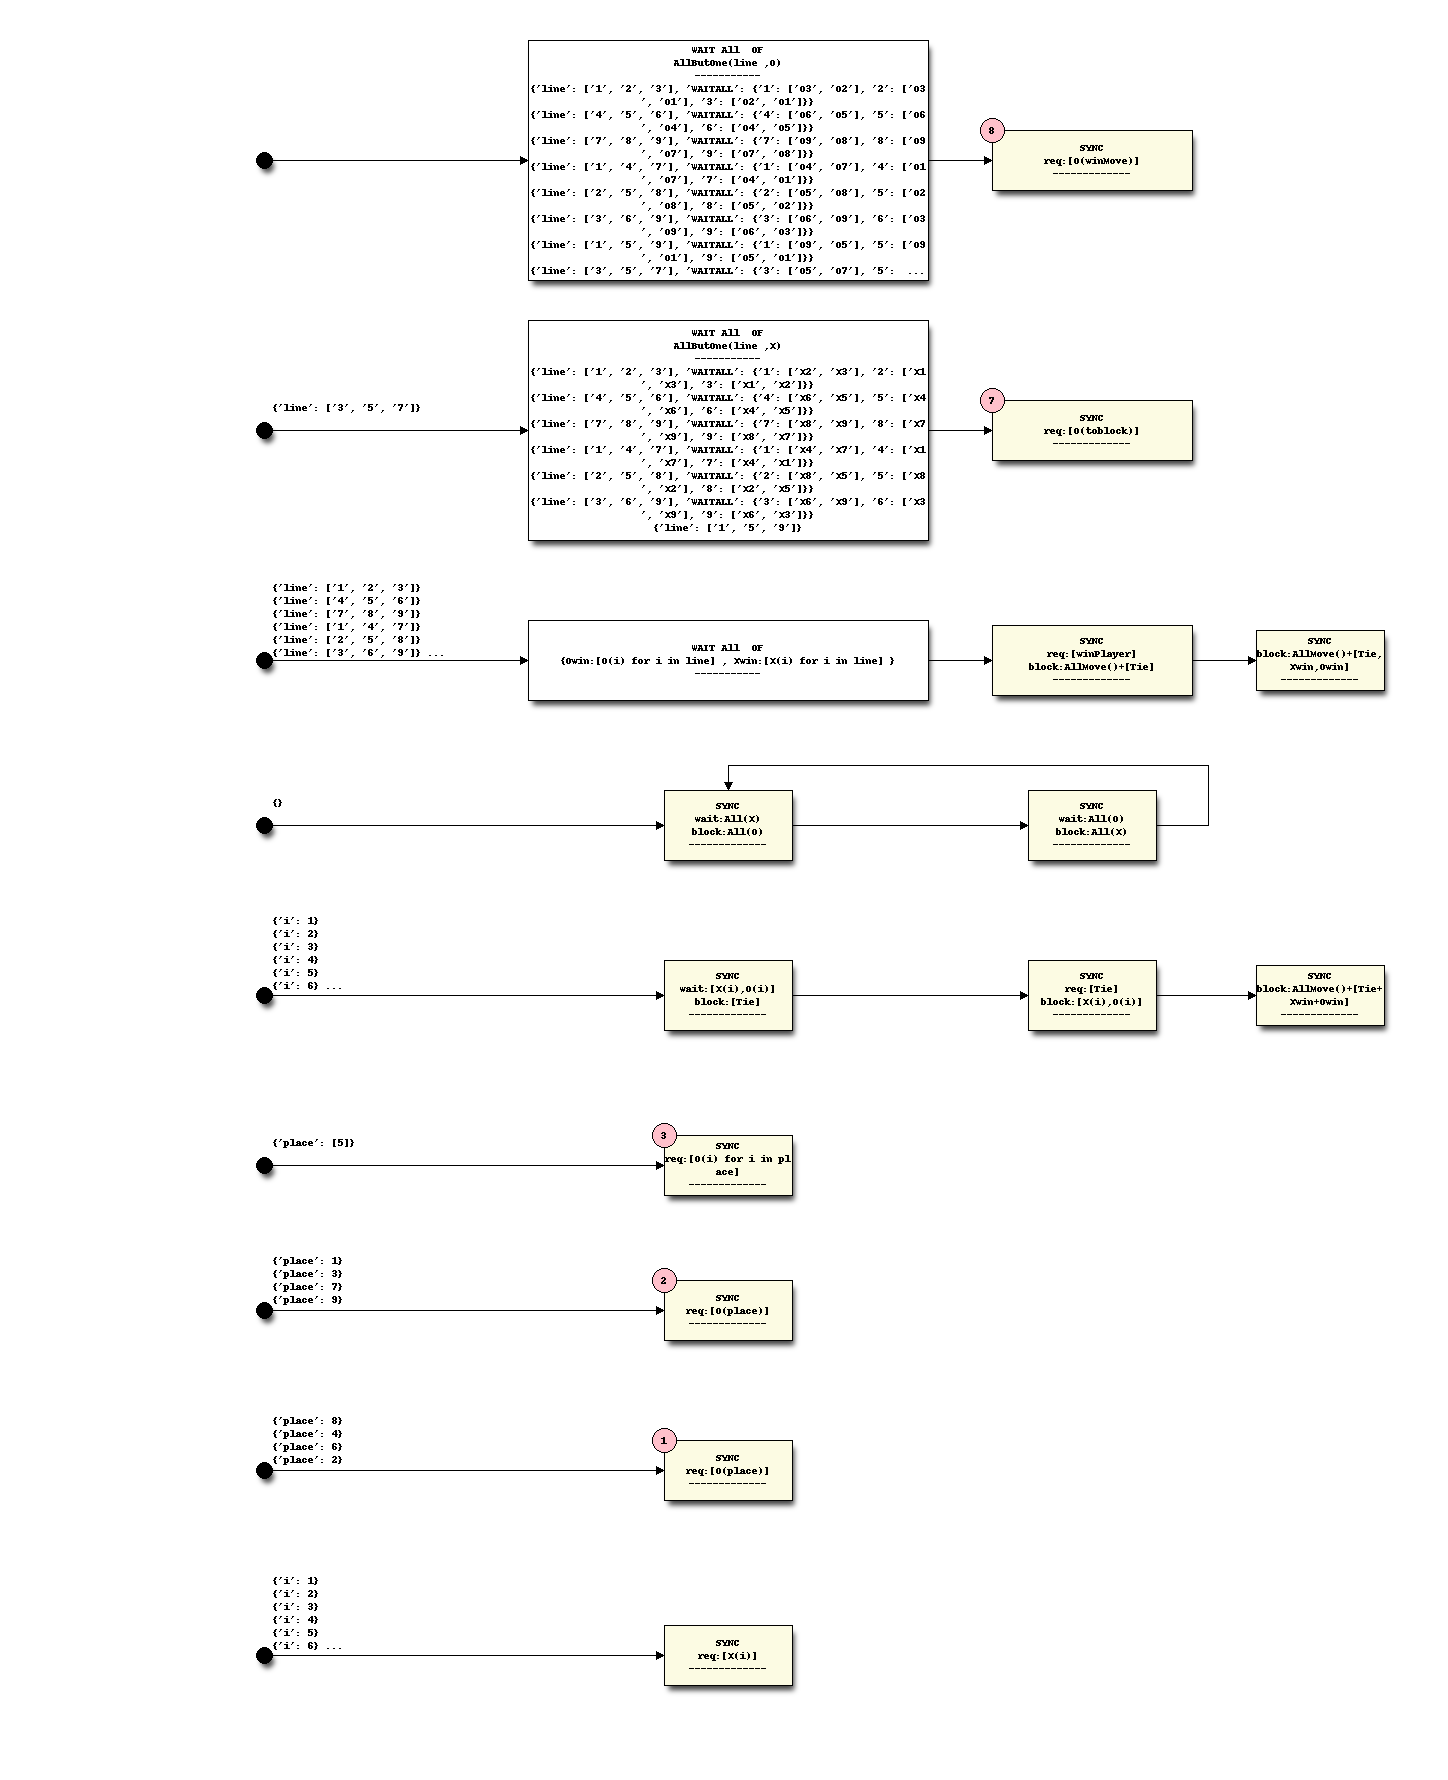 WAIT All  OF
AllButOne(line ,O)
-----------
{'line': ['1', '2', '3'], 'WAITALL': {'1': ['O3', 'O2'], '2': ['O3
', 'O1'], '3': ['O2', 'O1']}}
{'line': ['4', '5', '6'], 'WAITALL': {'4': ['O6', 'O5'], '5': ['O6
', 'O4'], '6': ['O4', 'O5']}}
{'line': ['7', '8', '9'], 'WAITALL': {'7': ['O9', 'O8'], '8': ['O9
', 'O7'], '9': ['O7', 'O8']}}
{'line': ['1', '4', '7'], 'WAITALL': {'1': ['O4', 'O7'], '4': ['O1
', 'O7'], '7': ['O4', 'O1']}}
{'line': ['2', '5', '8'], 'WAITALL': {'2': ['O5', 'O8'], '5': ['O2
', 'O8'], '8': ['O5', 'O2']}}
{'line': ['3', '6', '9'], 'WAITALL': {'3': ['O6', 'O9'], '6': ['O3
', 'O9'], '9': ['O6', 'O3']}}
{'line': ['1', '5', '9'], 'WAITALL': {'1': ['O9', 'O5'], '5': ['O9
', 'O1'], '9': ['O5', 'O1']}}
{'line': ['3', '5', '7'], 'WAITALL': {'3': ['O5', 'O7'], '5':  ...
8
SYNC
req:[O(winMove)]
-------------
{'line': ['3', '5', '7']}
WAIT All  OF
AllButOne(line ,X)
-----------
{'line': ['1', '2', '3'], 'WAITALL': {'1': ['X2', 'X3'], '2': ['X1
', 'X3'], '3': ['X1', 'X2']}}
{'line': ['4', '5', '6'], 'WAITALL': {'4': ['X6', 'X5'], '5': ['X4
', 'X6'], '6': ['X4', 'X5']}}
{'line': ['7', '8', '9'], 'WAITALL': {'7': ['X8', 'X9'], '8': ['X7
', 'X9'], '9': ['X8', 'X7']}}
{'line': ['1', '4', '7'], 'WAITALL': {'1': ['X4', 'X7'], '4': ['X1
', 'X7'], '7': ['X4', 'X1']}}
{'line': ['2', '5', '8'], 'WAITALL': {'2': ['X8', 'X5'], '5': ['X8
', 'X2'], '8': ['X2', 'X5']}}
{'line': ['3', '6', '9'], 'WAITALL': {'3': ['X6', 'X9'], '6': ['X3
', 'X9'], '9': ['X6', 'X3']}}
{'line': ['1', '5', '9']}
7
SYNC
req:[O(toblock)]
-------------
{'line': ['1', '2', '3']}
{'line': ['4', '5', '6']}
{'line': ['7', '8', '9']}
{'line': ['1', '4', '7']}
{'line': ['2', '5', '8']}
{'line': ['3', '6', '9']} ...
WAIT All  OF
{Owin:[O(i) for i in line] , Xwin:[X(i) for i in line] }
-----------
SYNC
req:[winPlayer]
block:AllMove()+[Tie]
-------------
SYNC
block:AllMove()+[Tie,
Xwin,Owin]
-------------
{}
SYNC
wait:All(X)
block:All(O)
-------------
SYNC
wait:All(O)
block:All(X)
-------------
{'i': 1}
{'i': 2}
{'i': 3}
{'i': 4}
{'i': 5}
{'i': 6} ...
SYNC
wait:[X(i),O(i)]
block:[Tie]
-------------
SYNC
req:[Tie]
block:[X(i),O(i)]
-------------
SYNC
block:AllMove()+[Tie+
Xwin+Owin]
-------------
{'place': [5]}
3
SYNC
req:[O(i) for i in pl
ace]
-------------
{'place': 1}
{'place': 3}
{'place': 7}
{'place': 9}
2
SYNC
req:[O(place)]
-------------
{'place': 8}
{'place': 4}
{'place': 6}
{'place': 2}
1
SYNC
req:[O(place)]
-------------
{'i': 1}
{'i': 2}
{'i': 3}
{'i': 4}
{'i': 5}
{'i': 6} ...
SYNC
req:[X(i)]
-------------